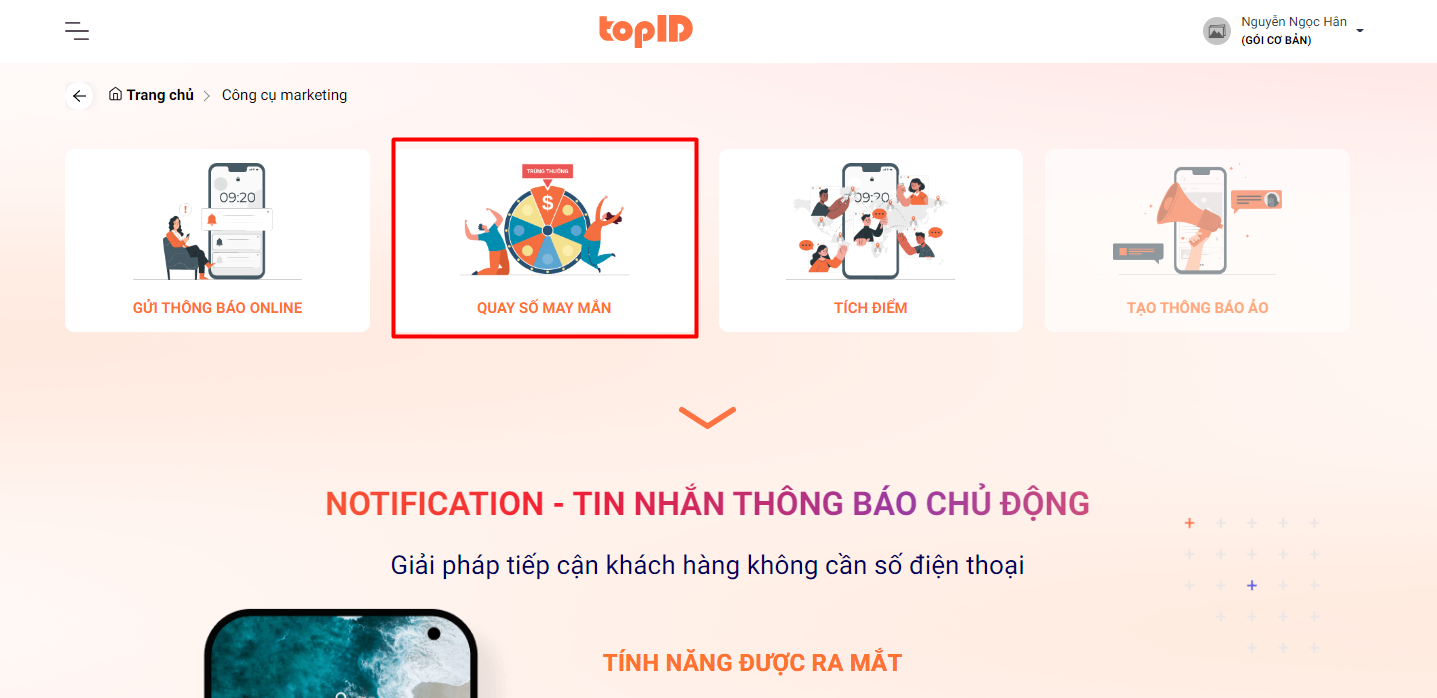 topID
Nguyễn Ngọc Hân
(GÓI CƠ BẢN)
Trang chủ
Công cụ marketing
09:20
GỬI THÔNG BÁO ONLINE
TRÚNG THƯỞNG
$
QUAY SỐ MAY MẮN
09:20
TÍCH ĐIỂM
TẠO THÔNG BÁO ẢO
NOTIFICATION - TIN NHẮN THÔNG BÁO CHỦ ĐỘNG
Giải pháp tiếp cận khách hàng không cần số điện thoại
TÍNH NĂNG ĐƯỢC RA MẮT